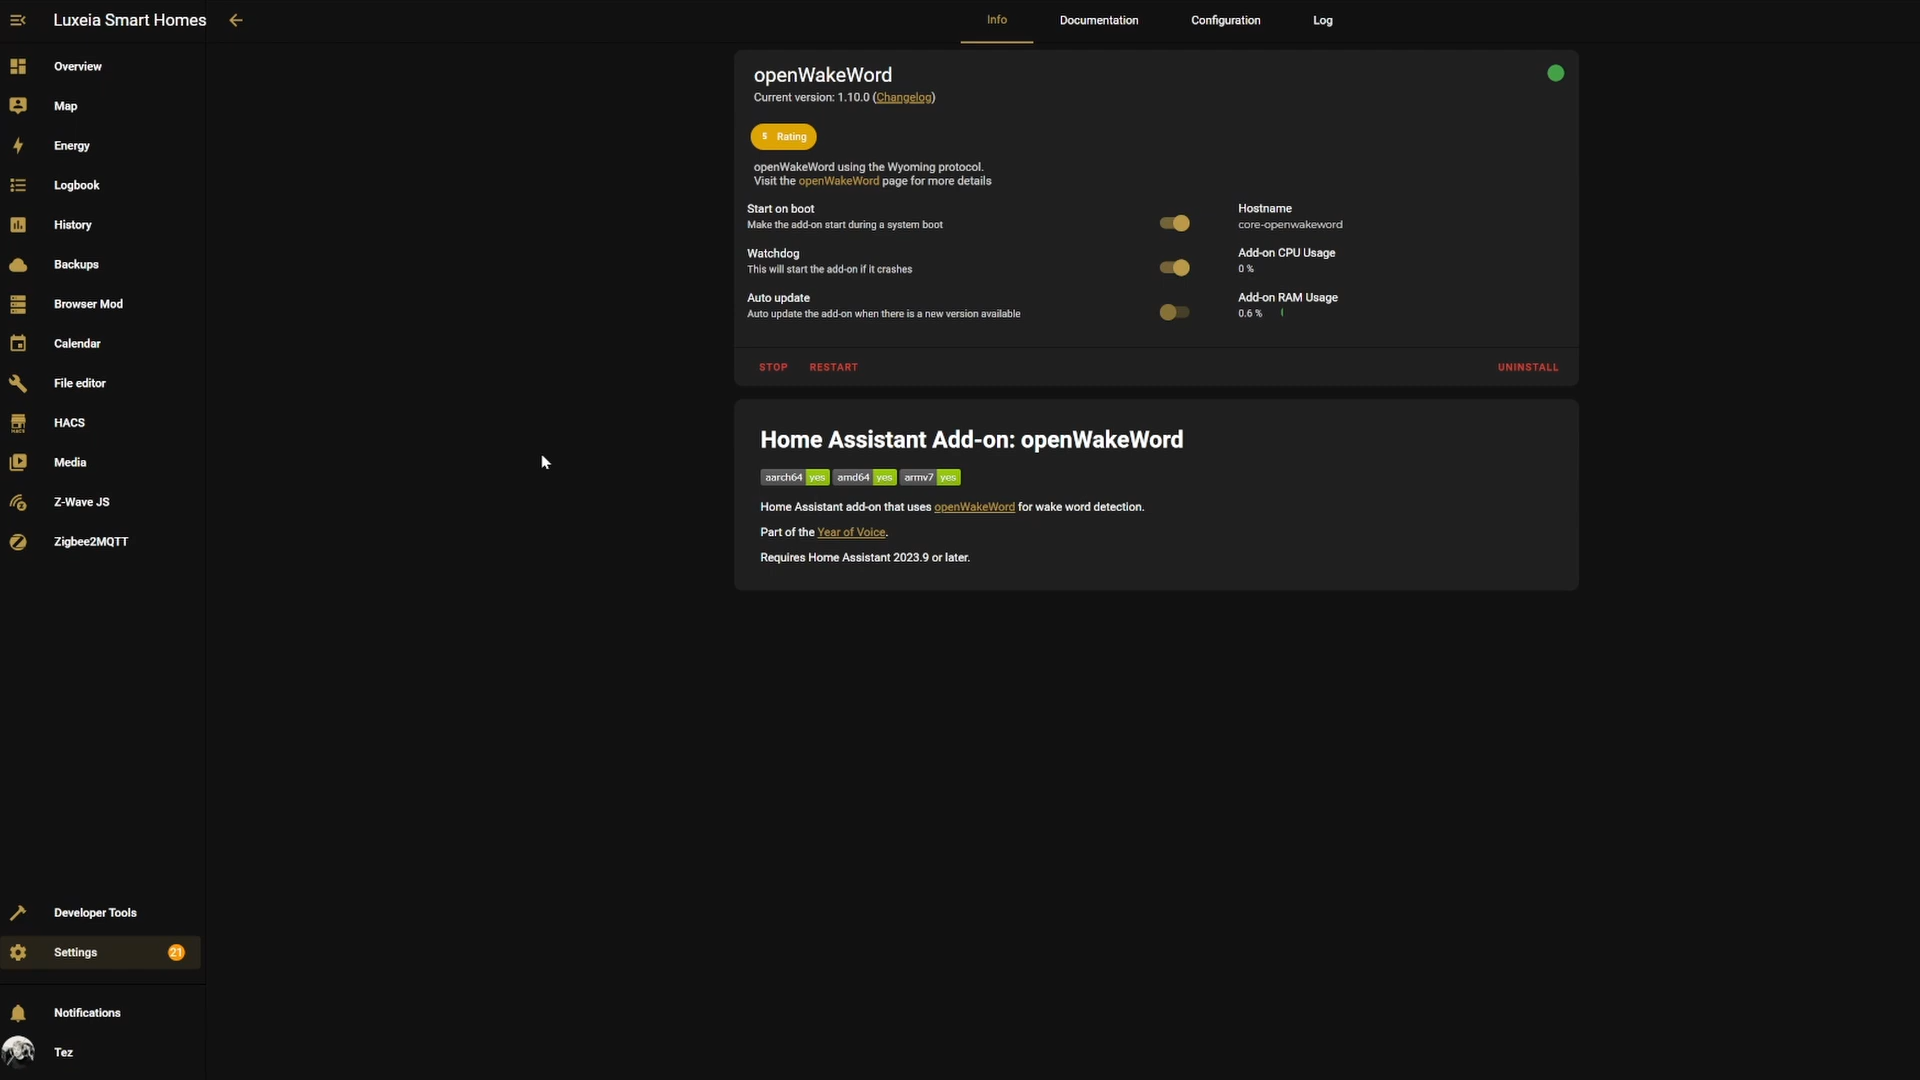 Luxeia Smart Homes
Info
Documentation
Configuration
Log
Overview
Map
Energy
Logbook
History
Backups
Browser Mod
Calendar
File editor
HACS
Media
Z-Wave JS
Zigbee2MQTT
Developer Tools
Settings
21
Notifications
Tez
openWakeWord
Current version: 1.10.0 (Changelog)
5 Rating
openWakeWord using the Wyoming protocol.
Visit the openWakeWord page for more details
Start on boot
Make the add-on start during a system boot
Hostname
core-openwakeword
Watchdog
This will start the add-on if it crashes
Add-on CPU Usage
0 %
Auto update
Auto update the add-on when there is a new version available
Add-on RAM Usage
0.6 %
STOP
RESTART
UNINSTALL
Home Assistant Add-on: openWakeWord
aarch64 yes amd64 yes armv7 yes
Home Assistant add-on that uses openWakeWord for wake word detection.
Part of the Year of Voice.
Requires Home Assistant 2023.9 or later.